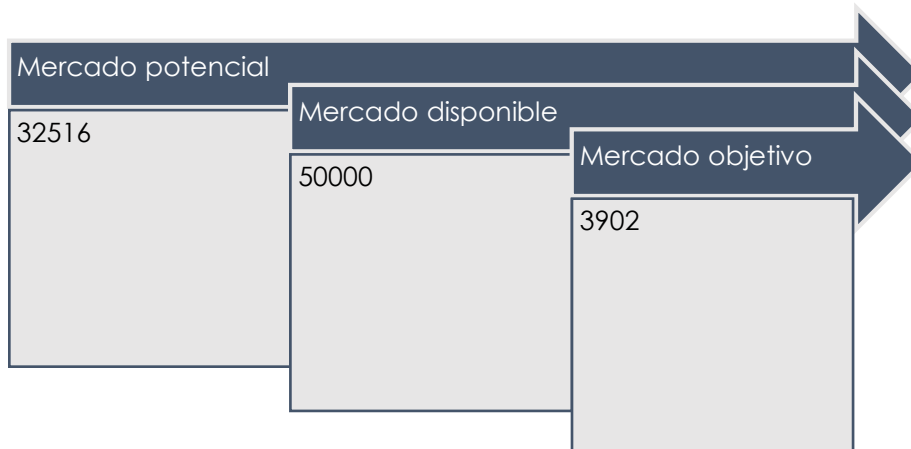 Mercado potencial
32516
Mercado disponible
50000
Mercado objetivo
3902